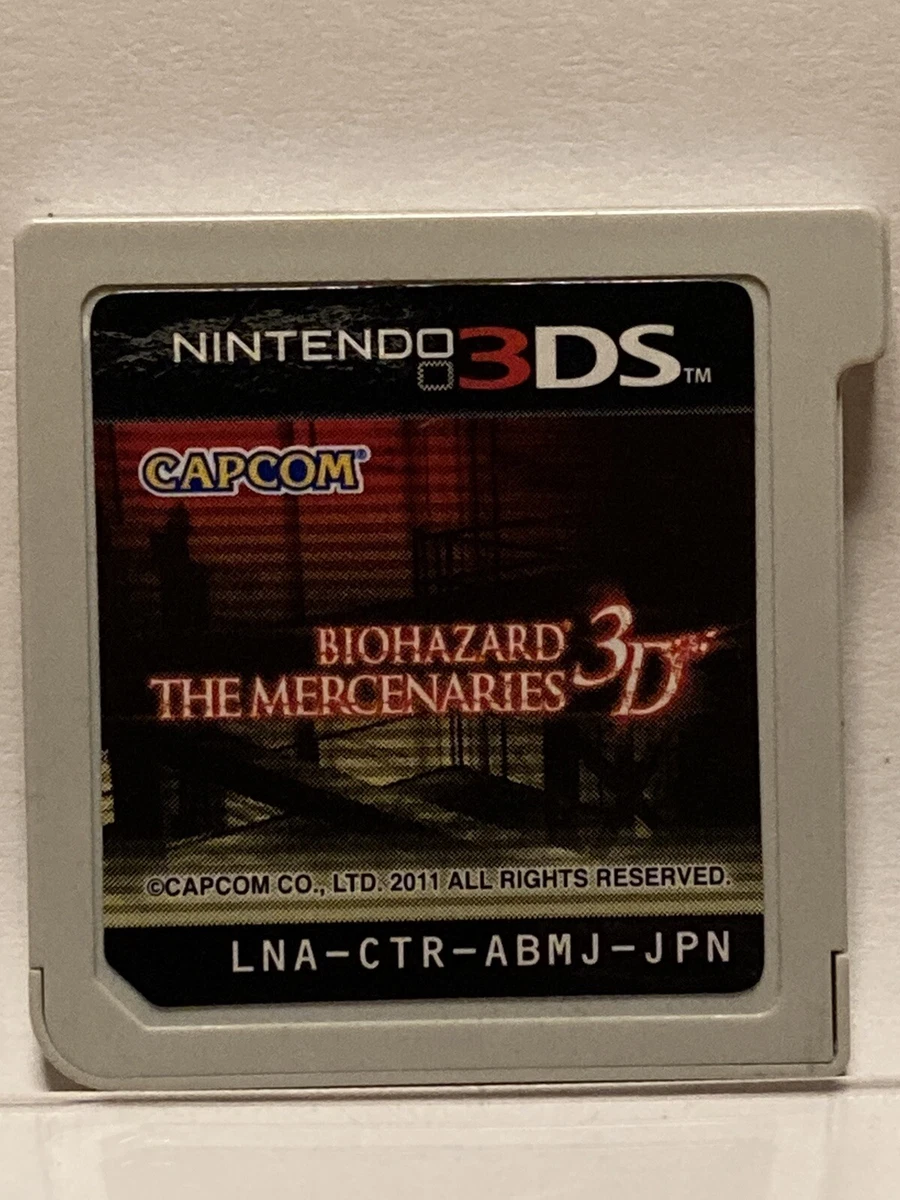 NINTENDO 3DS™
CAPCOM®
BIOHAZARD® 3D
THE MERCENARIES
©CAPCOM CO., LTD. 2011 ALL RIGHTS RESERVED.
LNA-CTR-ABMJ-JPN